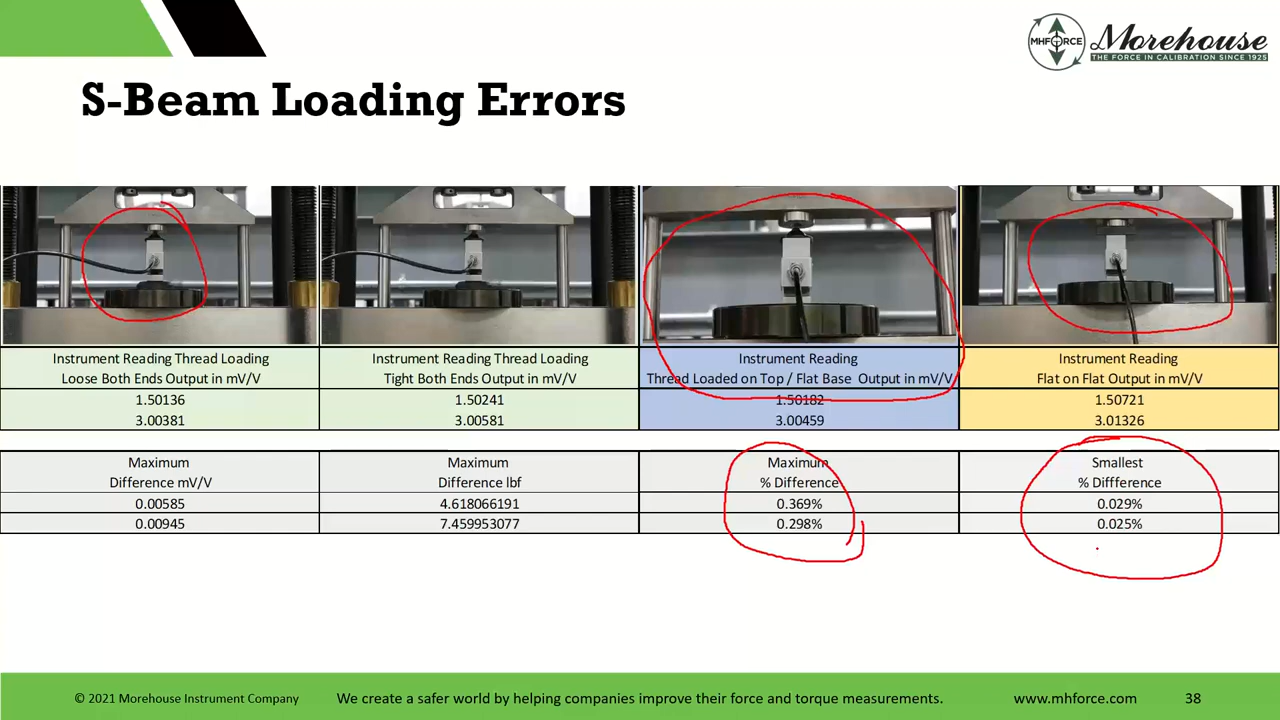 MHFORCE
Morehouse
THE FORCE IN CALIBRATION SINCE 1925
S-Beam Loading Errors
Instrument Reading Thread Loading
Loose Both Ends Output in mV/V
1.50136
3.00381
Instrument Reading Thread Loading
Tight Both Ends Output in mV/V
1.50241
3.00581
Instrument Reading
Thread Loaded on Top / Flat Base Output in mV/V
1.50182
3.00459
Instrument Reading
Flat on Flat Output in mV/V
1.50721
3.01326
Maximum
Difference mV/V
0.00585
0.00945
Maximum
Difference lbf
4.618066191
7.459953077
Maximum
% Difference
0.369%
0.298%
Smallest
% Diffference
0.029%
0.025%
© 2021 Morehouse Instrument Company
We create a safer world by helping companies improve their force and torque measurements.
www.mhforce.com
38